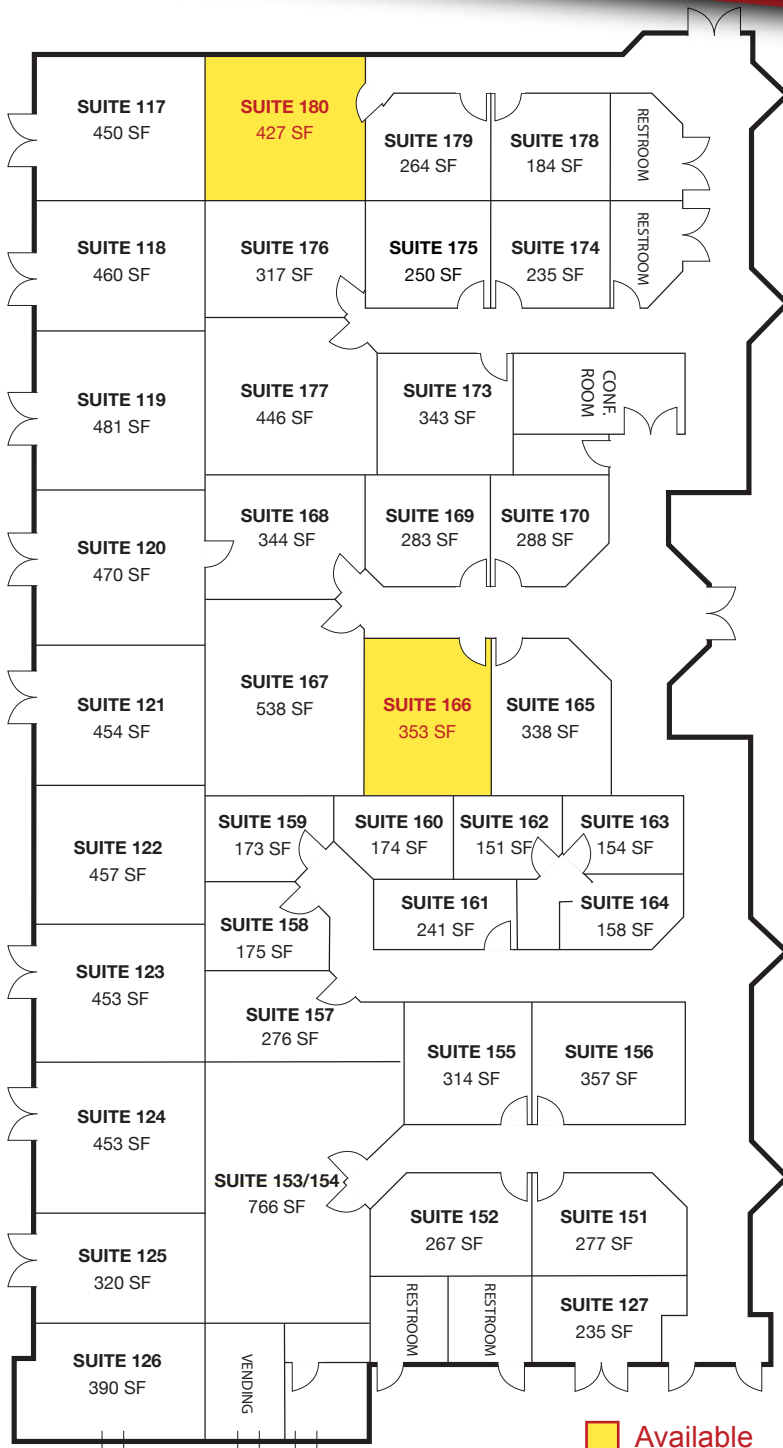 SUITE 117
450 SF
SUITE 180
427 SF
SUITE 179
264 SF
SUITE 178
184 SF
RESTROOM
SUITE 118
460 SF
SUITE 176
317 SF
SUITE 175
250 SF
SUITE 174
235 SF
RESTROOM
SUITE 119
481 SF
SUITE 177
446 SF
SUITE 173
343 SF
CONF.
ROOM
SUITE 120
470 SF
SUITE 168
344 SF
SUITE 169
283 SF
SUITE 170
288 SF
SUITE 121
454 SF
SUITE 167
538 SF
SUITE 166
353 SF
SUITE 165
338 SF
SUITE 122
457 SF
SUITE 159
173 SF
SUITE 160
174 SF
SUITE 162
151 SF
SUITE 163
154 SF
SUITE 158
175 SF
SUITE 161
241 SF
SUITE 164
158 SF
SUITE 123
453 SF
SUITE 157
276 SF
SUITE 155
314 SF
SUITE 156
357 SF
SUITE 124
453 SF
SUITE 153/154
766 SF
SUITE 152
267 SF
SUITE 151
277 SF
SUITE 125
320 SF
RESTROOM
RESTROOM
SUITE 127
235 SF
SUITE 126
390 SF
VENDING
Available